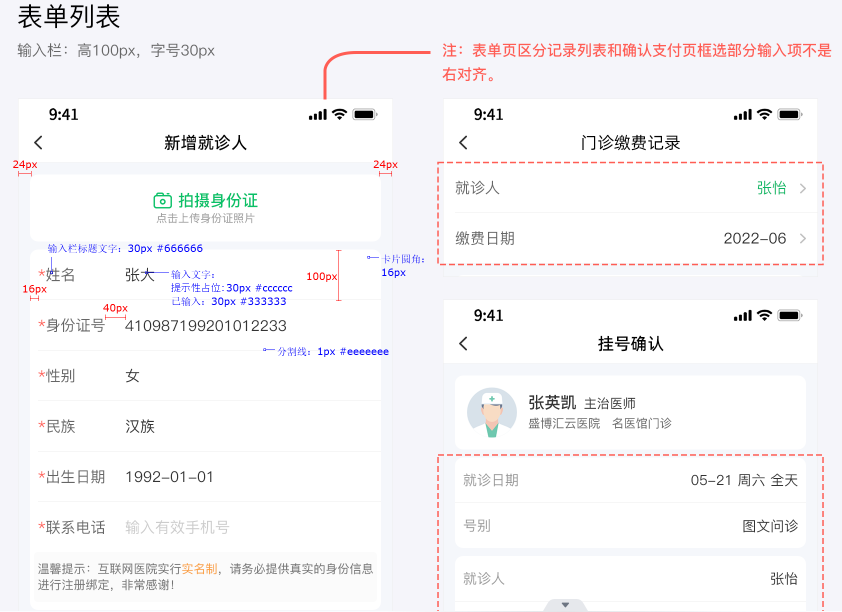 表单列表
输入栏：高100px，字号30px
注：表单页区分记录列表和确认支付页框选部分输入项不是
右对齐。
9:41
新增就诊人
24px
24px
拍摄身份证
点击上传身份证照片
输入栏标题文字：30px #666666
*姓名
张大
输入文字：
提示性占位:30px #cccccc
已输入：30px #333333
100px
卡片圆角：
16px
16px
40px
*身份证号 410987199201012233
分割线：1px #eeeeeee
*性别 女
*民族 汉族
*出生日期 1992-01-01
*联系电话 输入有效手机号
温馨提示：互联网医院实行实名制，请务必提供真实的身份信息
进行注册绑定，非常感谢！
9:41
门诊缴费记录
就诊人 张怡
缴费日期 2022-06
9:41
挂号确认
张英凯 主治医师
盛博汇云医院 名医馆门诊
就诊日期 05-21 周六 全天
号别 图文问诊
就诊人 张怡